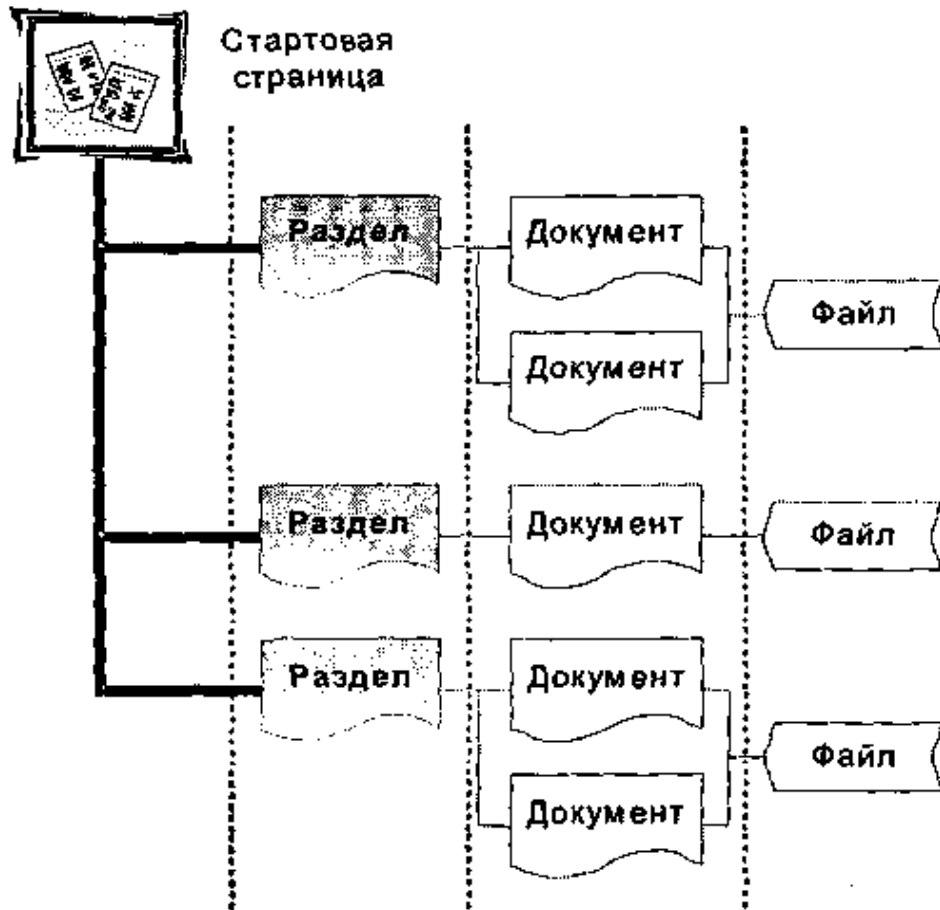 Стартовая
страница
Раздел
Документ
Файл
Документ
Раздел
Документ
Файл
Раздел
Документ
Файл
Документ